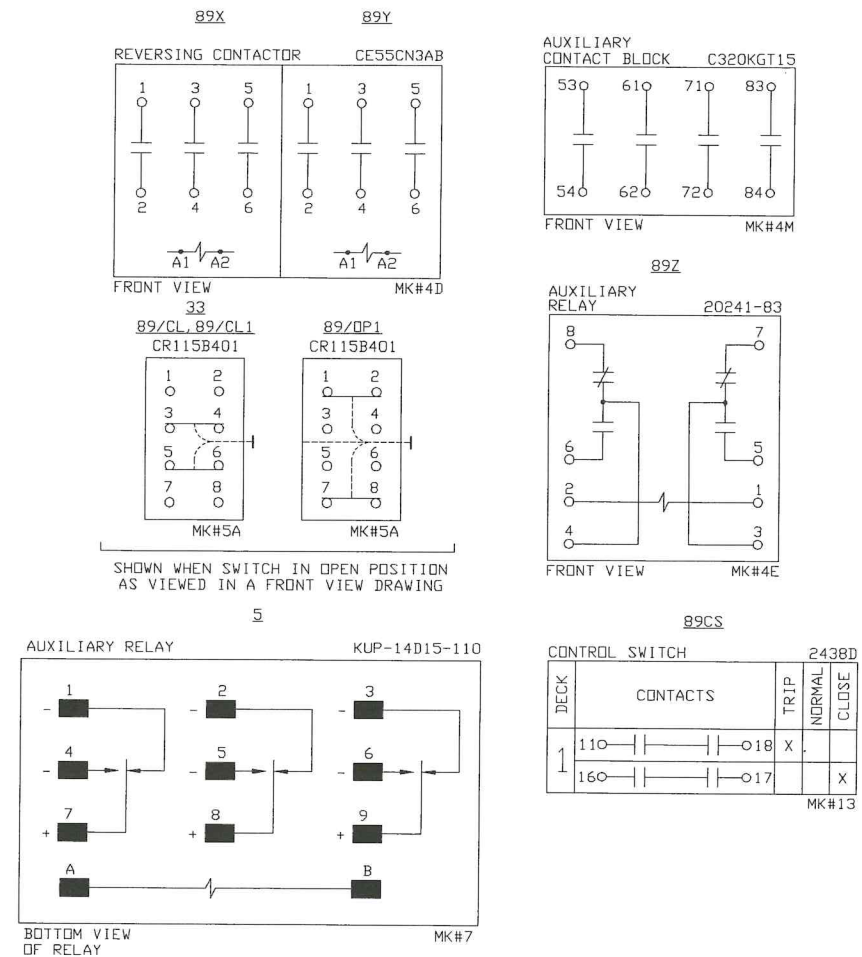 89X 89Y
REVERSING CONTACTOR CE55CN3AB
1 3 5 1 3 5
2 4 6 2 4 6
A1 A2 A1 A2
FRONT VIEW MK#4D
AUXILIARY
CONTACT BLOCK C320KGT15
53 61 71 83
54 62 72 84
FRONT VIEW MK#4M
33
89/CL, 89/CL1 89/OP1
CR115B401 CR115B401
1 2 1 2
3 4 3 4
5 6 5 6
7 8 7 8
MK#5A MK#5A
SHOWN WHEN SWITCH IN OPEN POSITION
AS VIEWED IN A FRONT VIEW DRAWING
89Z
AUXILIARY
RELAY 20241-83
8 7
6 5
2 1
4 3
FRONT VIEW MK#4E
5
AUXILIARY RELAY KUP-14D15-110
1 2 3
- - -
4 5 6
- - -
7 8 9
+ + +
A B
BOTTOM VIEW
OF RELAY MK#7
89CS
CONTROL SWITCH 2438D
DECK CONTACTS TRIP NORMAL CLOSE
1 11 18 X
16 17 X
MK#13